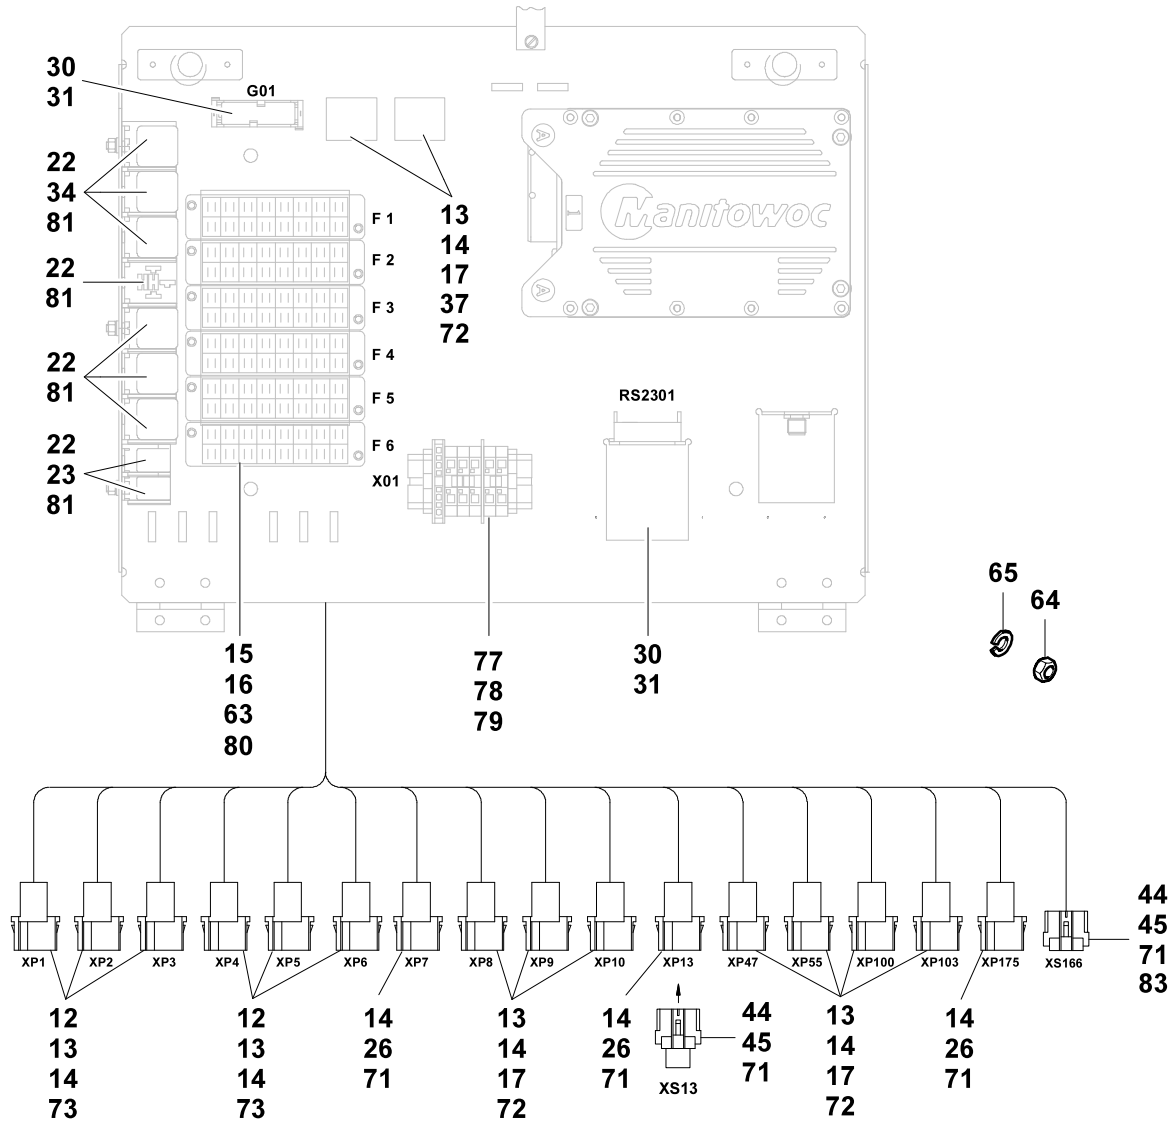 30
31
G01
22
34
81
22
81
22
81
22
23
81
F 1
F 2
F 3
F 4
F 5
F 6
13
14
17
37
72
Manitowoc
RS2301
X01
65
64
15
16
63
80
77
78
79
30
31
XP1
XP2
XP3
XP4
XP5
XP6
XP7
XP8
XP9
XP10
XP13
XP47
XP55
XP100
XP103
XP175
XS166
44
45
71
83
12
13
14
73
12
13
14
73
14
26
71
13
14
17
72
14
26
71
XS13
44
45
71
13
14
17
72
14
26
71